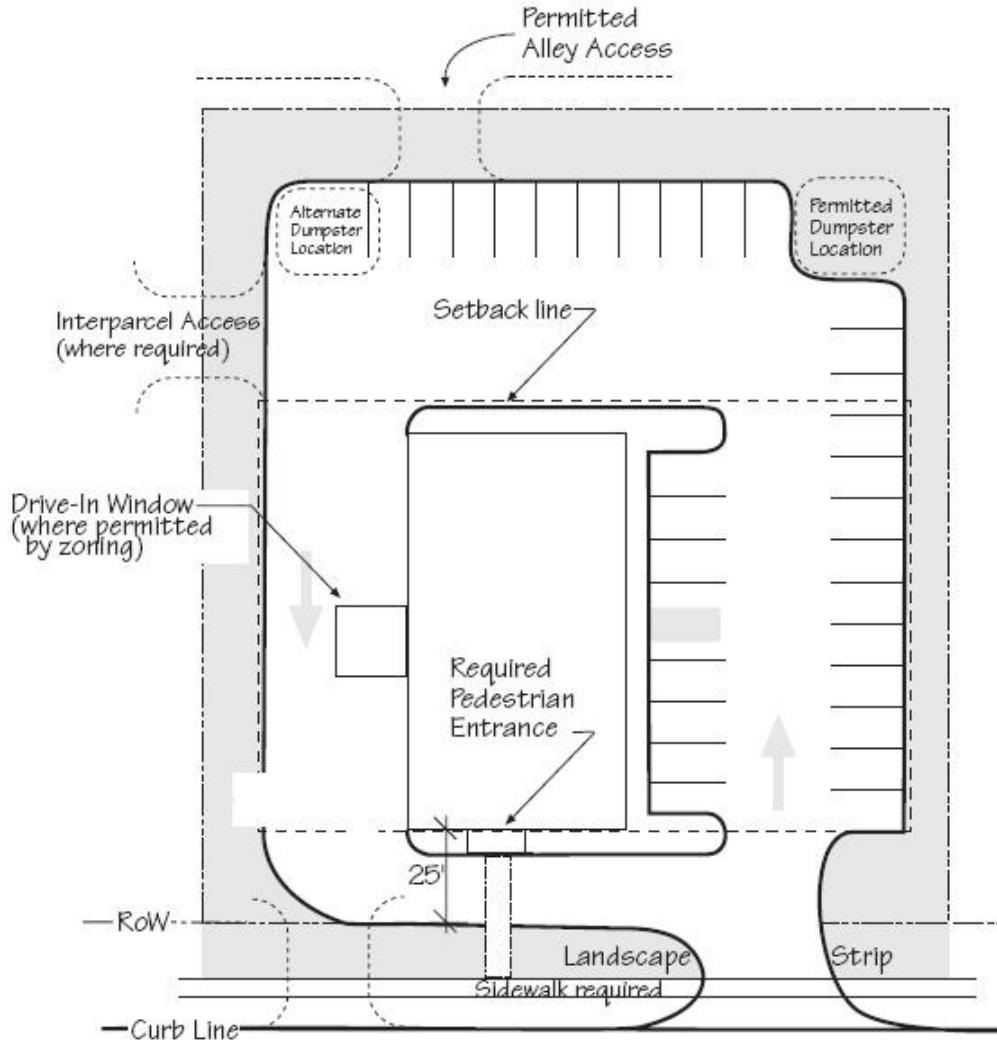 Permitted
Alley Access
Alternate
Dumpster
Location
Permitted
Dumpster
Location
Interparcel Access
(where required)
Setback line
Drive-In Window
(where permitted
by zoning)
Required
Pedestrian
Entrance
25'
RoW
Landscape Strip
Sidewalk required
Curb Line